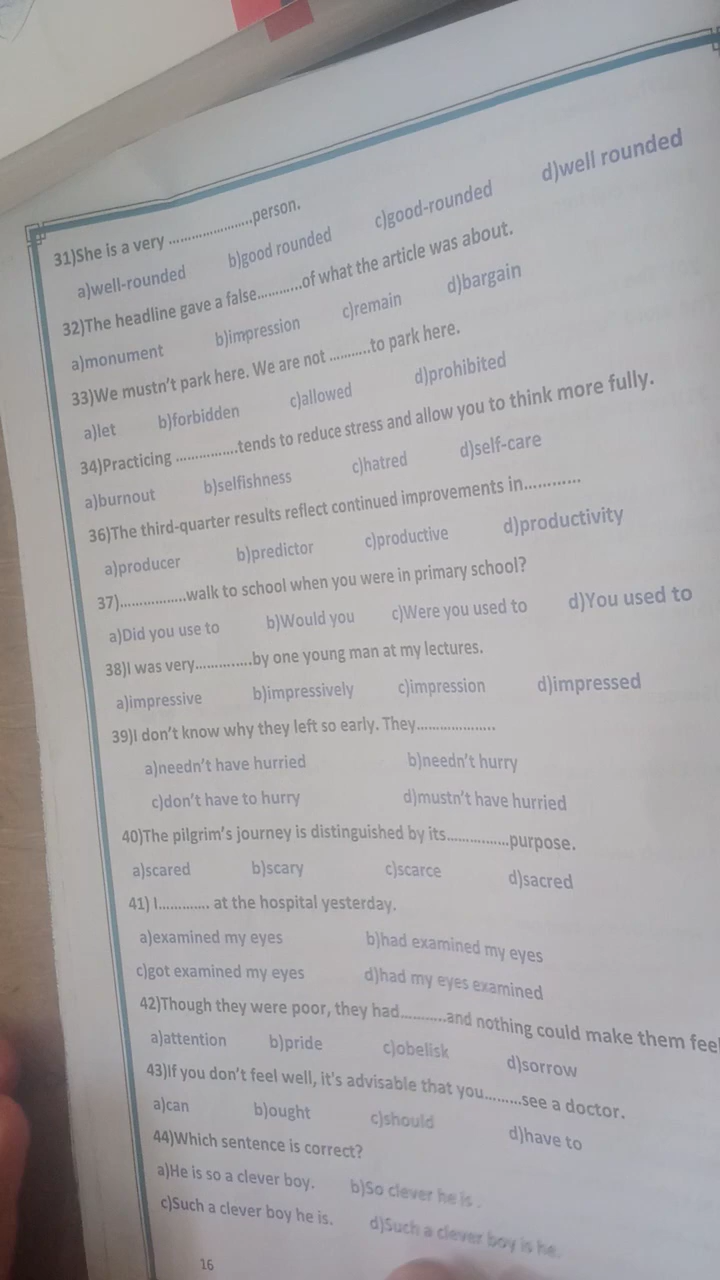 31)She is a very ........................person.
a)well-rounded b)good rounded c)good-rounded d)well rounded
32)The headline gave a false............of what the article was about.
a)monument b)impression c)remain d)bargain
33)We mustn't park here. We are not ...........to park here.
a)let b)forbidden c)allowed d)prohibited
34)Practicing ................tends to reduce stress and allow you to think more fully.
a)burnout b)selfishness c)hatred d)self-care
36)The third-quarter results reflect continued improvements in.............
a)producer b)predictor c)productive d)productivity
37)................walk to school when you were in primary school?
a)Did you use to b)Would you c)Were you used to d)You used to
38)I was very..............by one young man at my lectures.
a)impressive b)impressively c)impression d)impressed
39)I don't know why they left so early. They....................
a)needn't have hurried b)needn't hurry
c)don't have to hurry d)mustn't have hurried
40)The pilgrim's journey is distinguished by its................purpose.
a)scared b)scary c)scarce d)sacred
41) I............. at the hospital yesterday.
a)examined my eyes b)had examined my eyes
c)got examined my eyes d)had my eyes examined
42)Though they were poor, they had...........and nothing could make them feel
a)attention b)pride c)obelisk d)sorrow
43)If you don't feel well, it's advisable that you.........see a doctor.
a)can b)ought c)should d)have to
44)Which sentence is correct?
a)He is so a clever boy. b)So clever he is .
c)Such a clever boy he is. d)Such a clever boy is he.
16